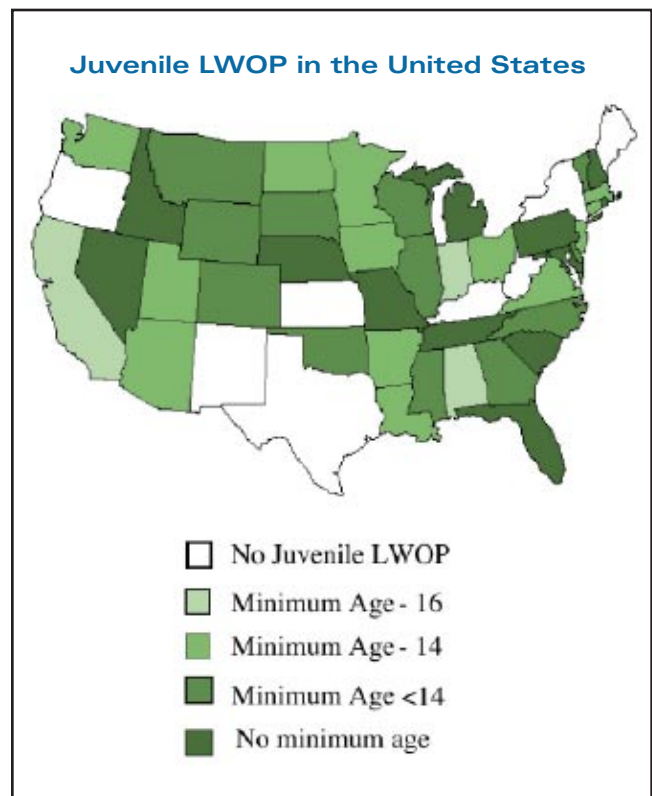 Juvenile LWOP in the United States
No Juvenile LWOP
Minimum Age - 16
Minimum Age - 14
Minimum Age <14
No minimum age